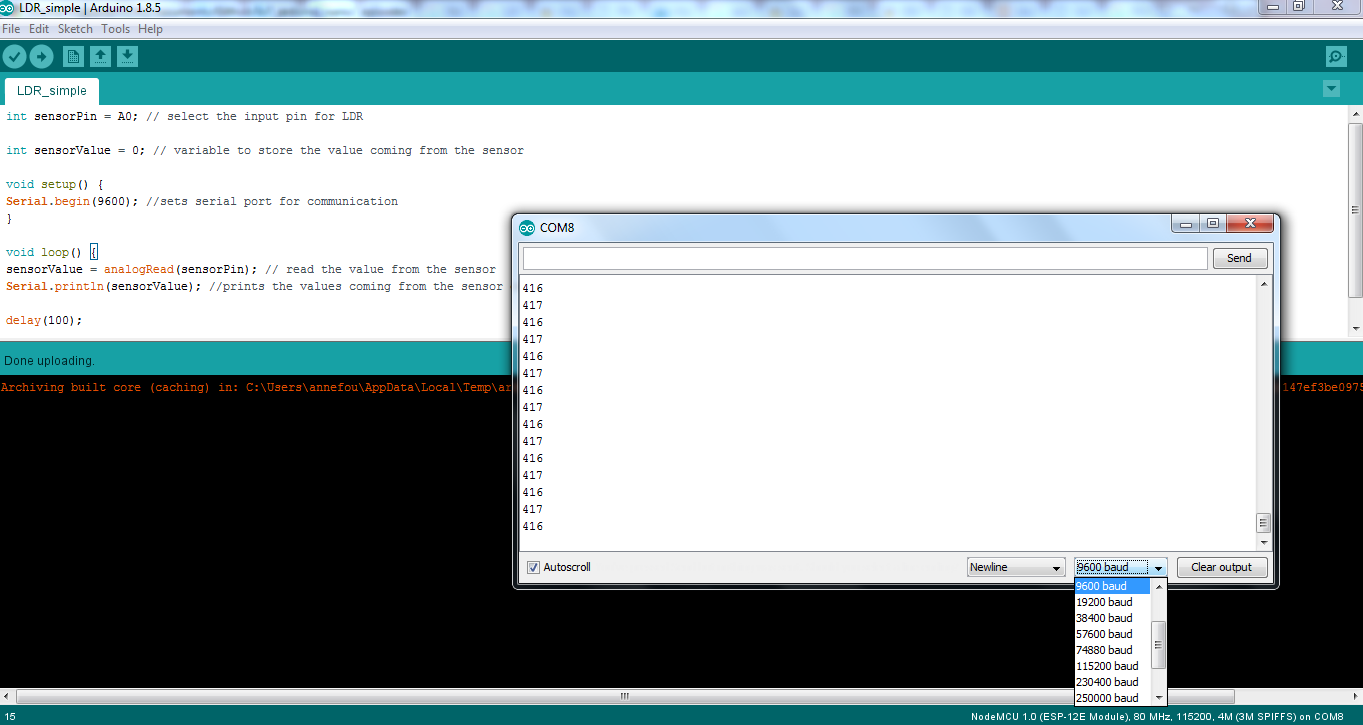 LDR_simple | Arduino 1.8.5
File Edit Sketch Tools Help
LDR_simple
int sensorPin = A0; // select the input pin for LDR
int sensorValue = 0; // variable to store the value coming from the sensor
void setup() {
Serial.begin(9600); //sets serial port for communication
}
void loop() {
sensorValue = analogRead(sensorPin); // read the value from the sensor
Serial.println(sensorValue); //prints the values coming from the sensor
delay(100);
Done uploading.
Archiving built core (caching) in: C:\Users\annefou\AppData\Local\Temp\ar
147ef3be0975
COM8
Send
416
417
416
417
416
417
416
417
416
417
416
417
416
417
416
Autoscroll
Newline
9600 baud
Clear output
9600 baud
19200 baud
38400 baud
57600 baud
74880 baud
115200 baud
230400 baud
250000 baud
15
NodeMCU 1.0 (ESP-12E Module), 80 MHz, 115200, 4M (3M SPIFFS) on COM8